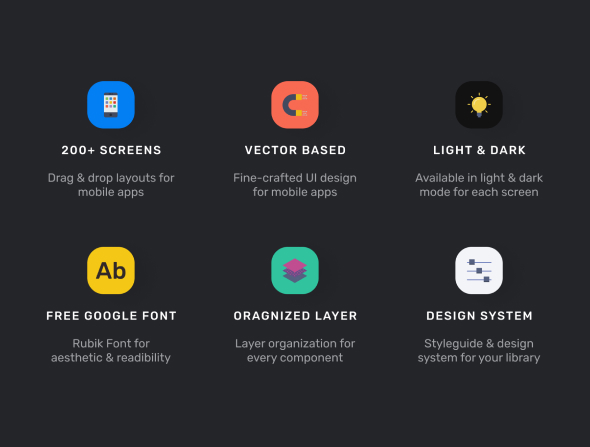 200+ SCREENS
Drag & drop layouts for
mobile apps
VECTOR BASED
Fine-crafted UI design
for mobile apps
LIGHT & DARK
Available in light & dark
mode for each screen
Ab
FREE GOOGLE FONT
Rubik Font for
aesthetic & readibility
ORAGNIZED LAYER
Layer organization for
every component
DESIGN SYSTEM
Styleguide & design
system for your library